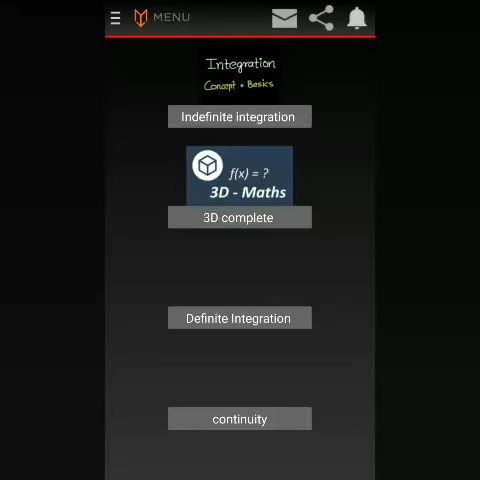 MENU
Integration
Concept + Basics
Indefinite integration
f(x) = ?
3D - Maths
3D complete
Definite Integration
continuity